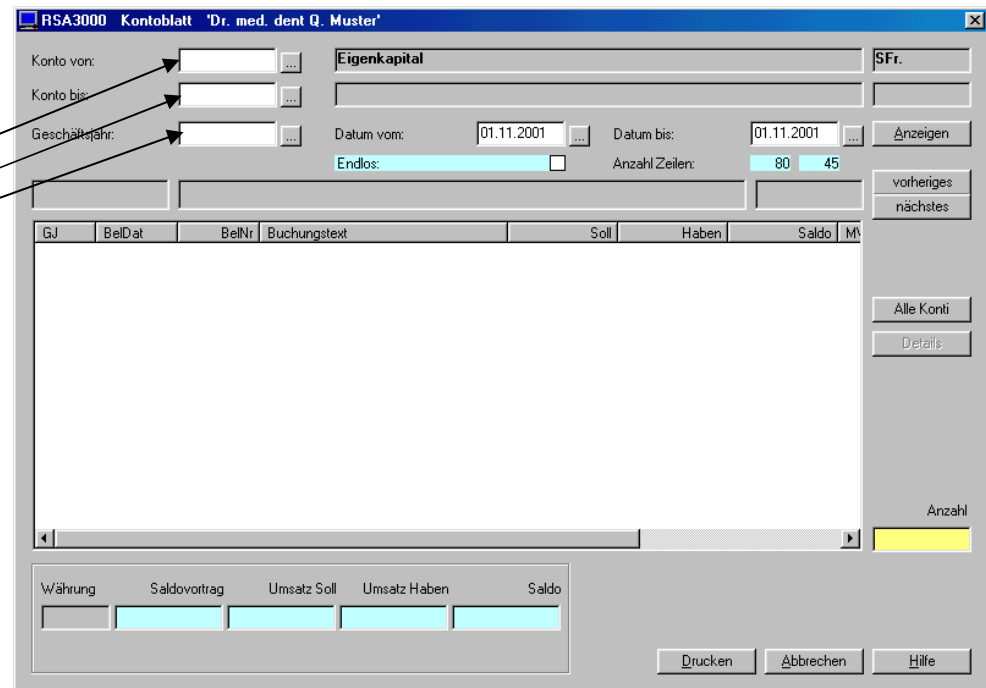 RSA3000 Kontoblatt 'Dr. med. dent Q. Muster'
Konto von: ... Eigenkapital SFr.
Konto bis: ...
Geschäftsjahr: ... Datum vom: 01.11.2001 ... Datum bis: 01.11.2001 ... Anzeigen
Endlos: Anzahl Zeilen: 80 45
vorheriges
nächstes
GJ BelDat BelNr Buchungstext Soll Haben Saldo MV
Alle Konti
Details
Anzahl
Währung Saldovortrag Umsatz Soll Umsatz Haben Saldo
Drucken Abbrechen Hilfe